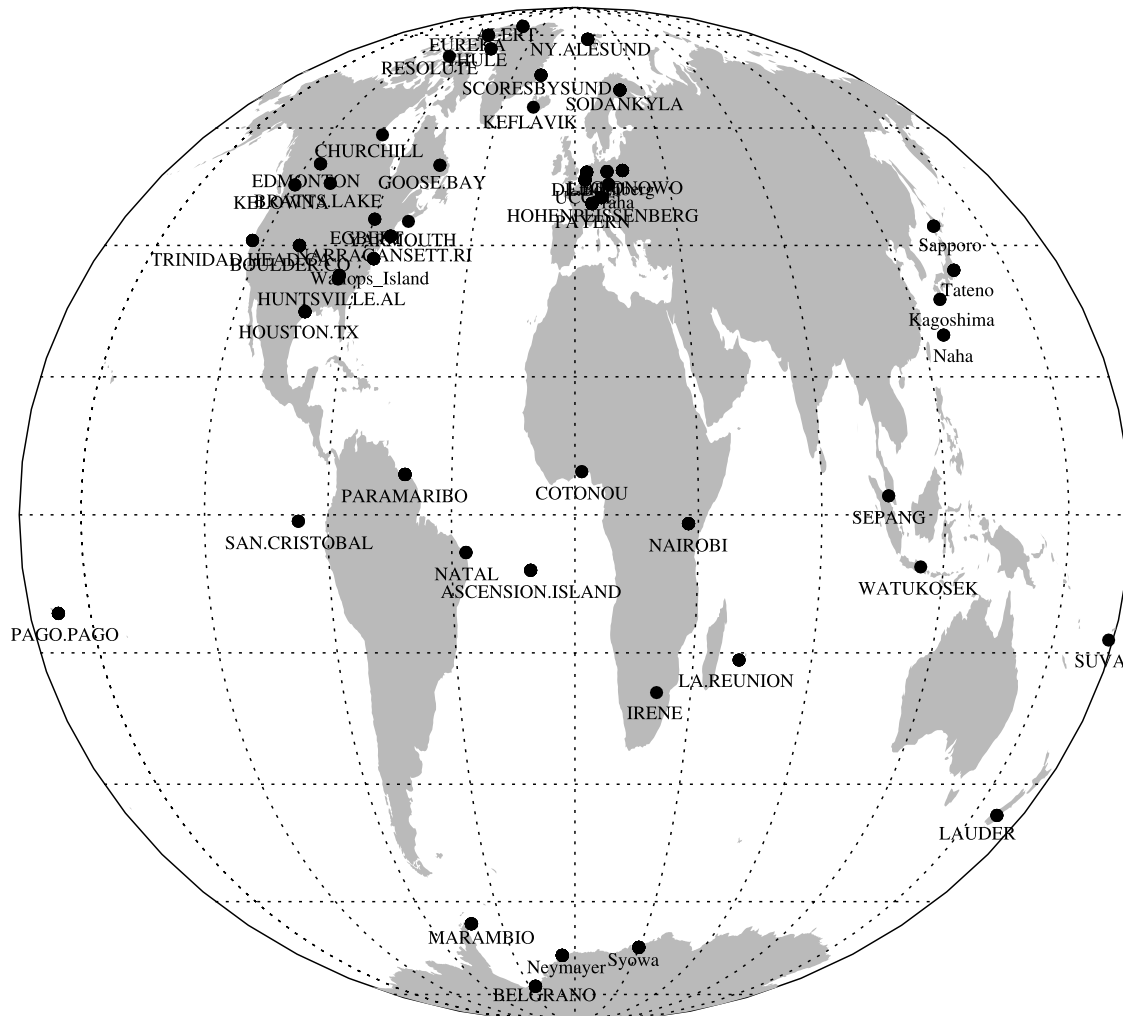 ALERT
EUREKA
NY.ALESUND
THULE
RESOLUTE
SCORESBYSUND
SODANKYLA
KEFLAVIK
CHURCHILL
EDMONTON
GOOSE.BAY
KELOWNA
BRATTS.LAKE
HOHENPEISSENBERG
PAYERN
EGBERT
YARMOUTH
NARRAGANSETT.RI
TRINIDAD.HEAD
BOULDER.CO
Wallops_Island
HUNTSVILLE.AL
HOUSTON.TX
Sapporo
Tateno
Kagoshima
Naha
PARAMARIBO
COTONOU
SEPANG
SAN.CRISTOBAL
NAIROBI
NATAL
ASCENSION.ISLAND
WATUKOSEK
PAGO.PAGO
SUVA
LA.REUNION
IRENE
LAUDER
MARAMBIO
Neymayer
Syowa
BELGRANO